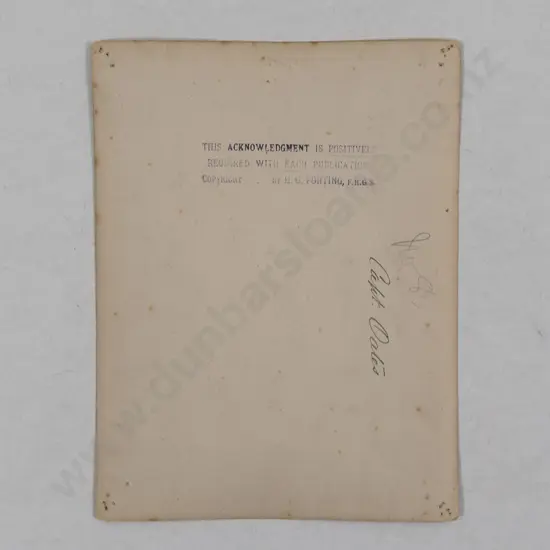 THIS ACKNOWLEDGMENT IS POSITIVELY
REQUIRED WITH EACH PUBLICATION
COPYRIGHT . BY H. G. PONTING, F.R.G.S.
Capt. Oates
www.dunbarsloane.co.nz